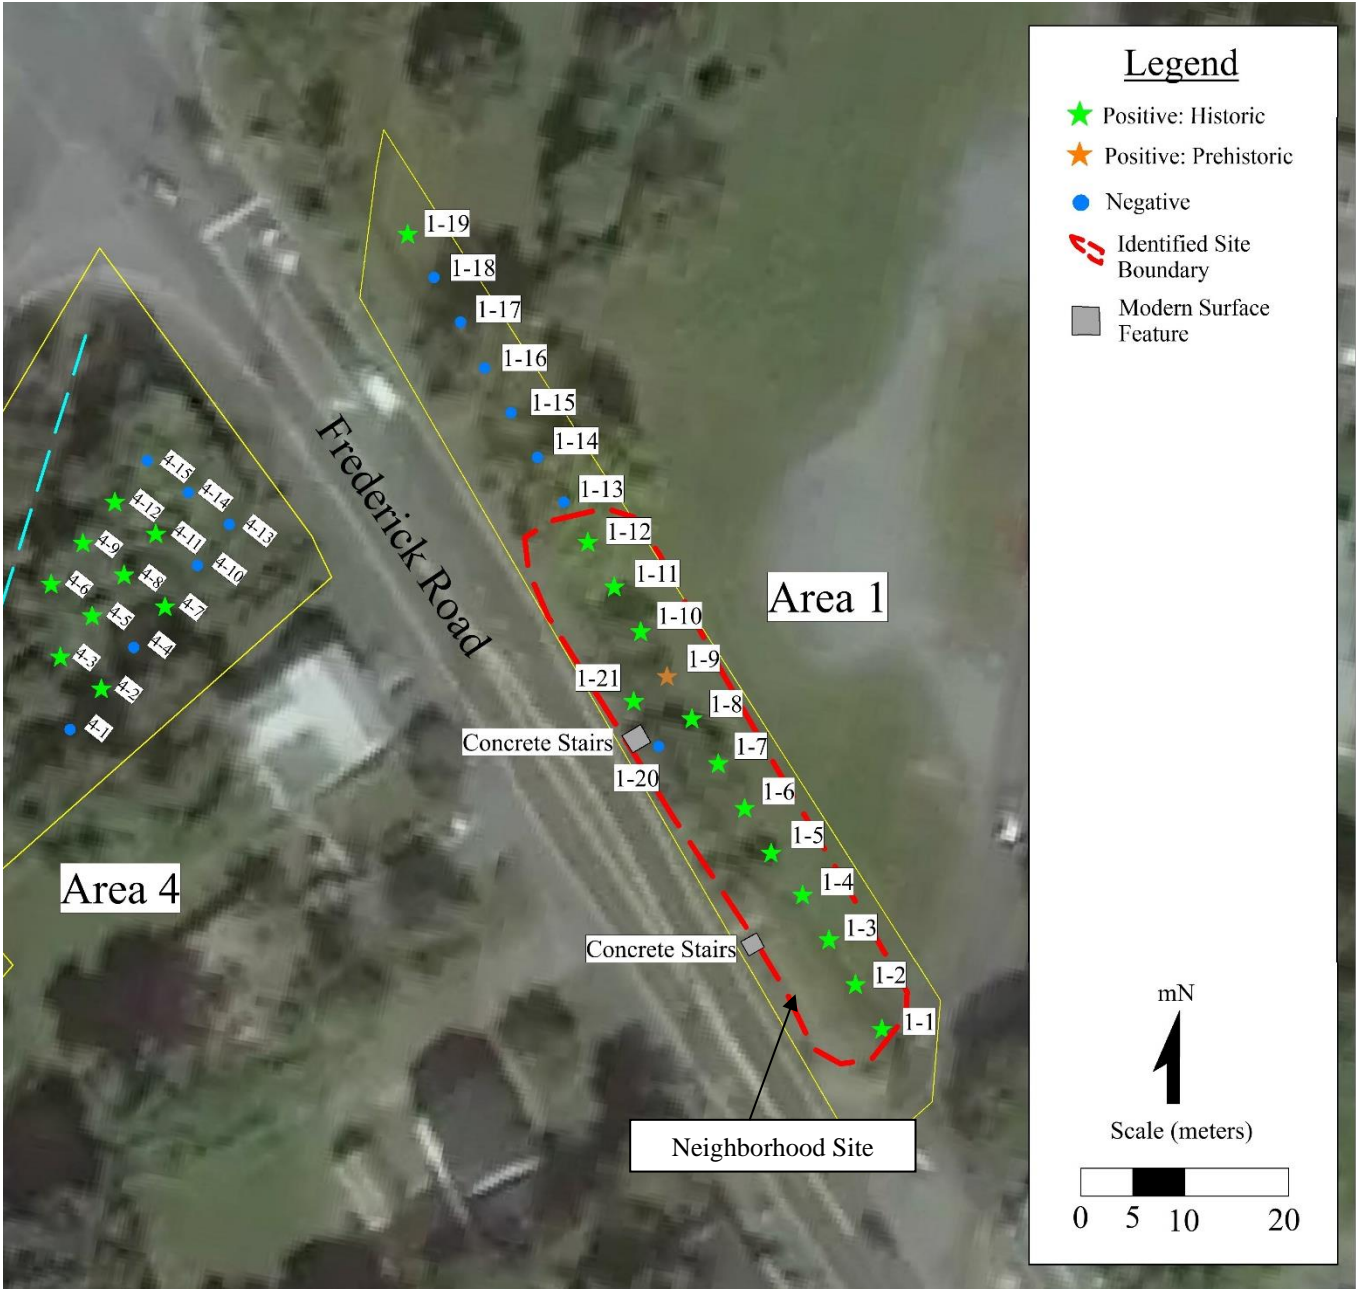 Legend
Positive: Historic
Positive: Prehistoric
Negative
Identified Site
Boundary
Modern Surface
Feature
1-19
1-18
1-17
1-16
1-15
1-14
1-13
1-12
1-11
1-10
1-9
1-21
1-8
Concrete Stairs
1-7
1-20
1-6
1-5
1-4
1-3
Concrete Stairs
1-2
1-1
Area 1
Frederick Road
4-15
4-14
4-12
4-13
4-11
4-9
4-10
4-8
4-6
4-7
4-5
4-4
4-3
4-2
4-1
Area 4
Neighborhood Site
mN
Scale (meters)
0 5 10 20